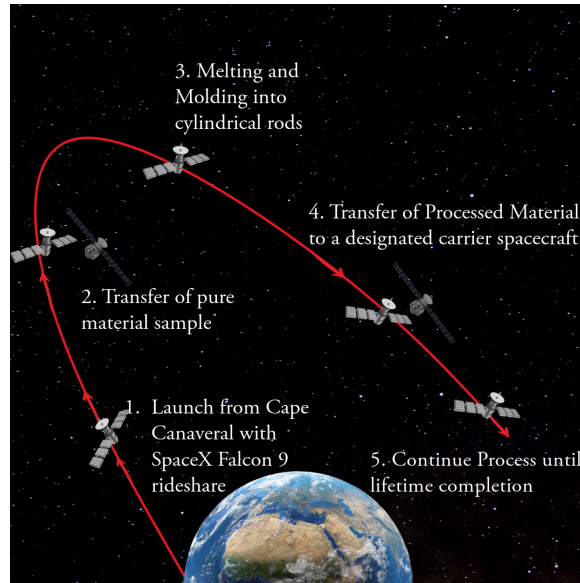 3. Melting and
Molding into
cylindrical rods
4. Transfer of Processed Material
to a designated carrier spacecraft
2. Transfer of pure
material sample
1. Launch from Cape
Canaveral with
SpaceX Falcon 9
rideshare
5. Continue Process until
lifetime completion